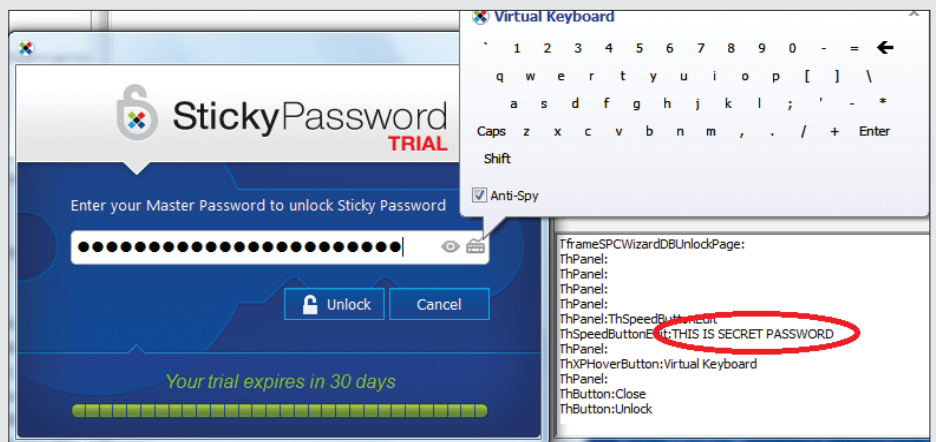 Virtual Keyboard
` 1 2 3 4 5 6 7 8 9 0 - = ←
q w e r t y u i o p [ ] \
a s d f g h j k l ; ' - *
Caps z x c v b n m , . / + Enter
Shift
Anti-Spy
StickyPassword
TRIAL
Enter your Master Password to unlock Sticky Password
●●●●●●●●●●●●●●●●●●●●●●●
Unlock Cancel
Your trial expires in 30 days
TframeSPCWizardDBUnlockPage:
ThPanel:
ThPanel:
ThPanel:
ThPanel:
ThPanel:ThSpeedButtonEdit
ThSpeedButtonEdit:THIS IS SECRET PASSWORD
ThPanel:
ThXPHoverButton:Virtual Keyboard
ThPanel:
ThButton:Close
ThButton:Unlock